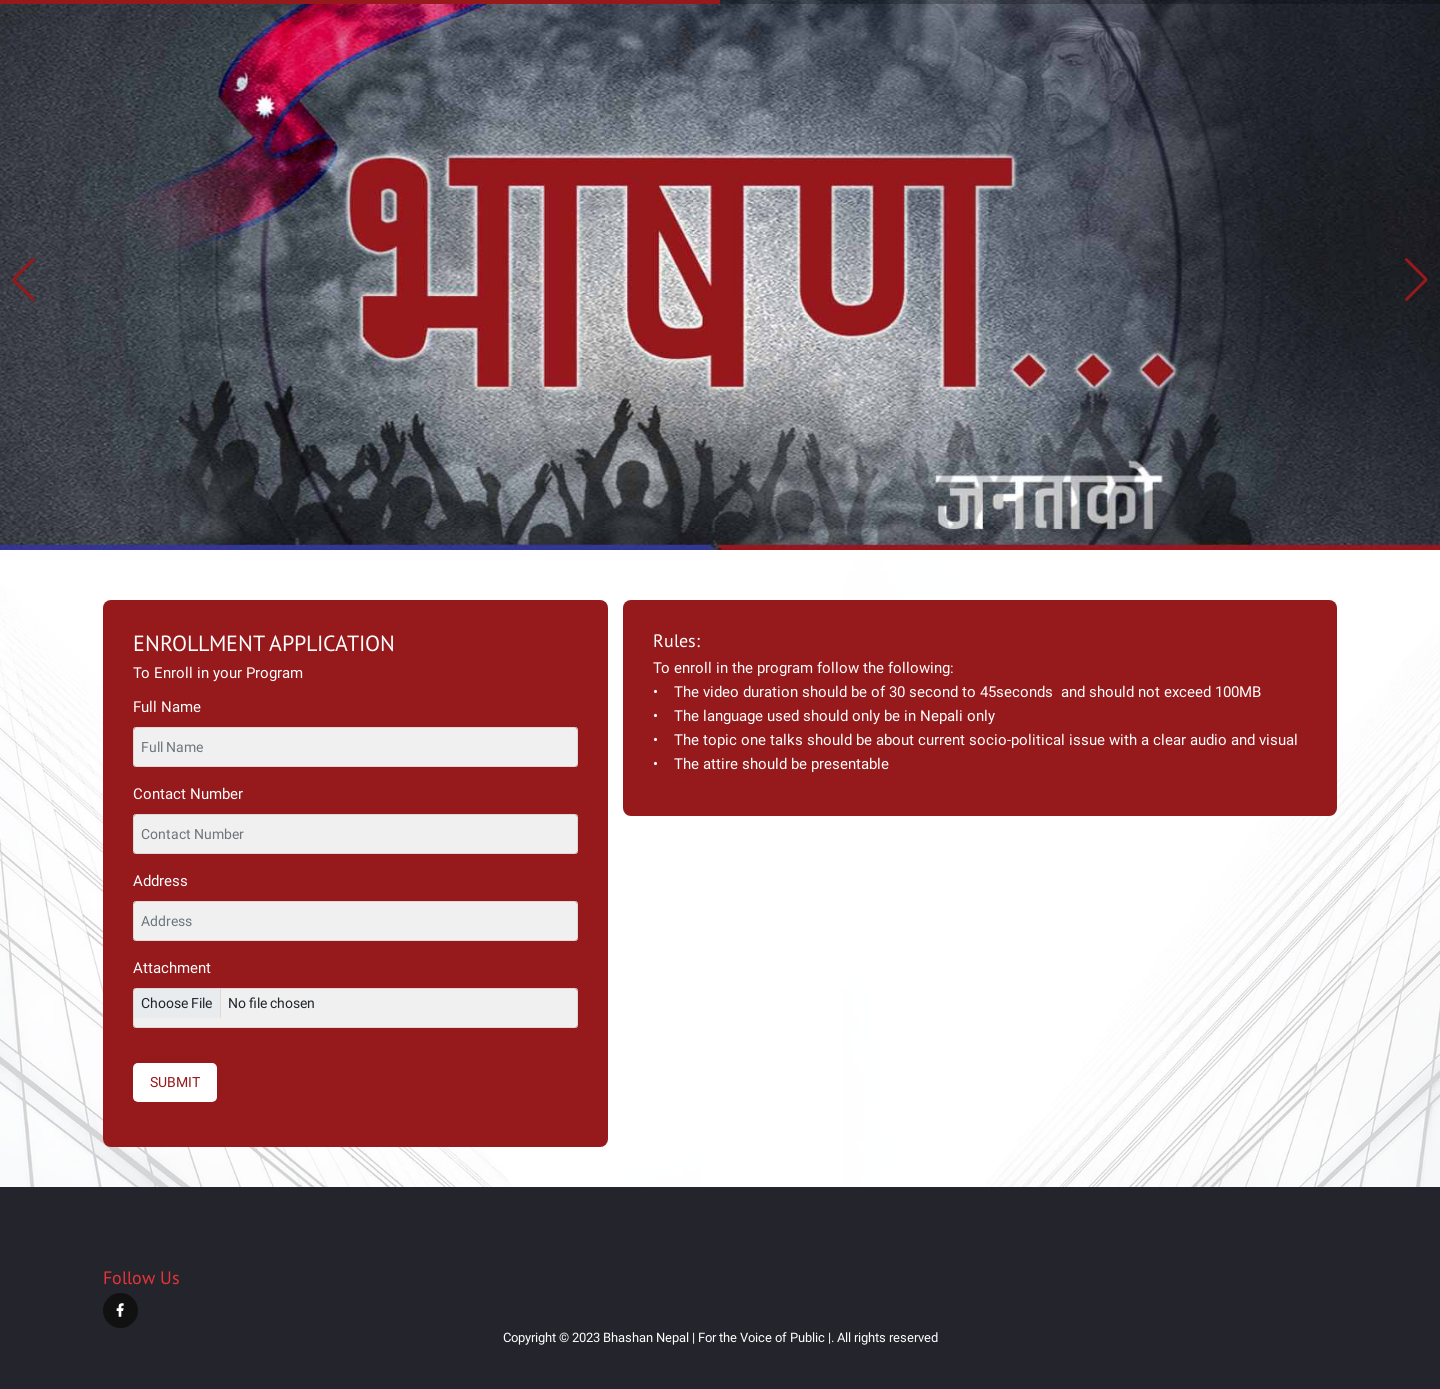 भाषण...
जनताको
ENROLLMENT APPLICATION
To Enroll in your Program
Full Name
Full Name
Contact Number
Contact Number
Address
Address
Attachment
Choose File No file chosen
SUBMIT
Rules:
To enroll in the program follow the following:
• The video duration should be of 30 second to 45seconds  and should not exceed 100MB
• The language used should only be in Nepali only
• The topic one talks should be about current socio-political issue with a clear audio and visual
• The attire should be presentable
Follow Us
Copyright © 2023 Bhashan Nepal | For the Voice of Public |. All rights reserved